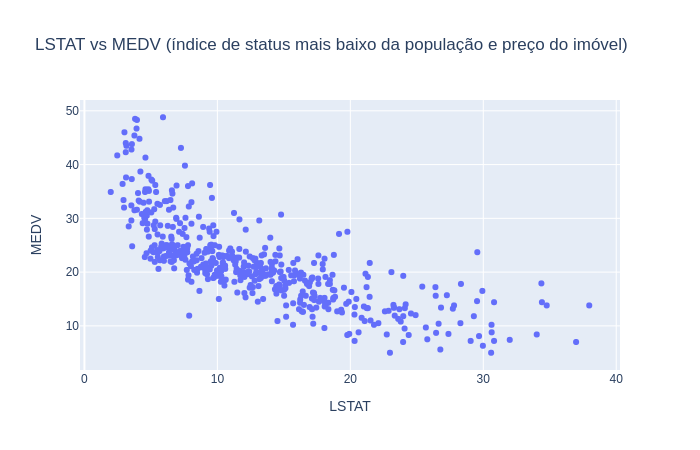 LSTAT vs MEDV (índice de status mais baixo da população e preço do imóvel)
50
40
30
20
10
MEDV
0 10 20 30 40
LSTAT